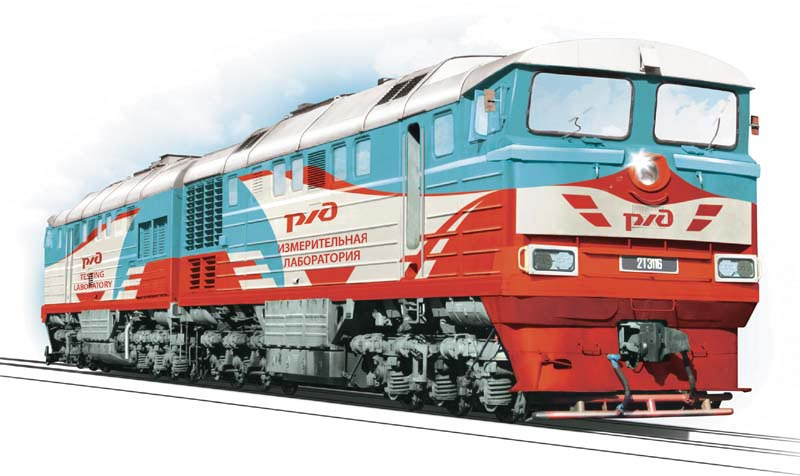 ржд
TESTING
LABORATORY
ржд
ИЗМЕРИТЕЛЬНАЯ
ЛАБОРАТОРИЯ
ржд
2ТЭ116